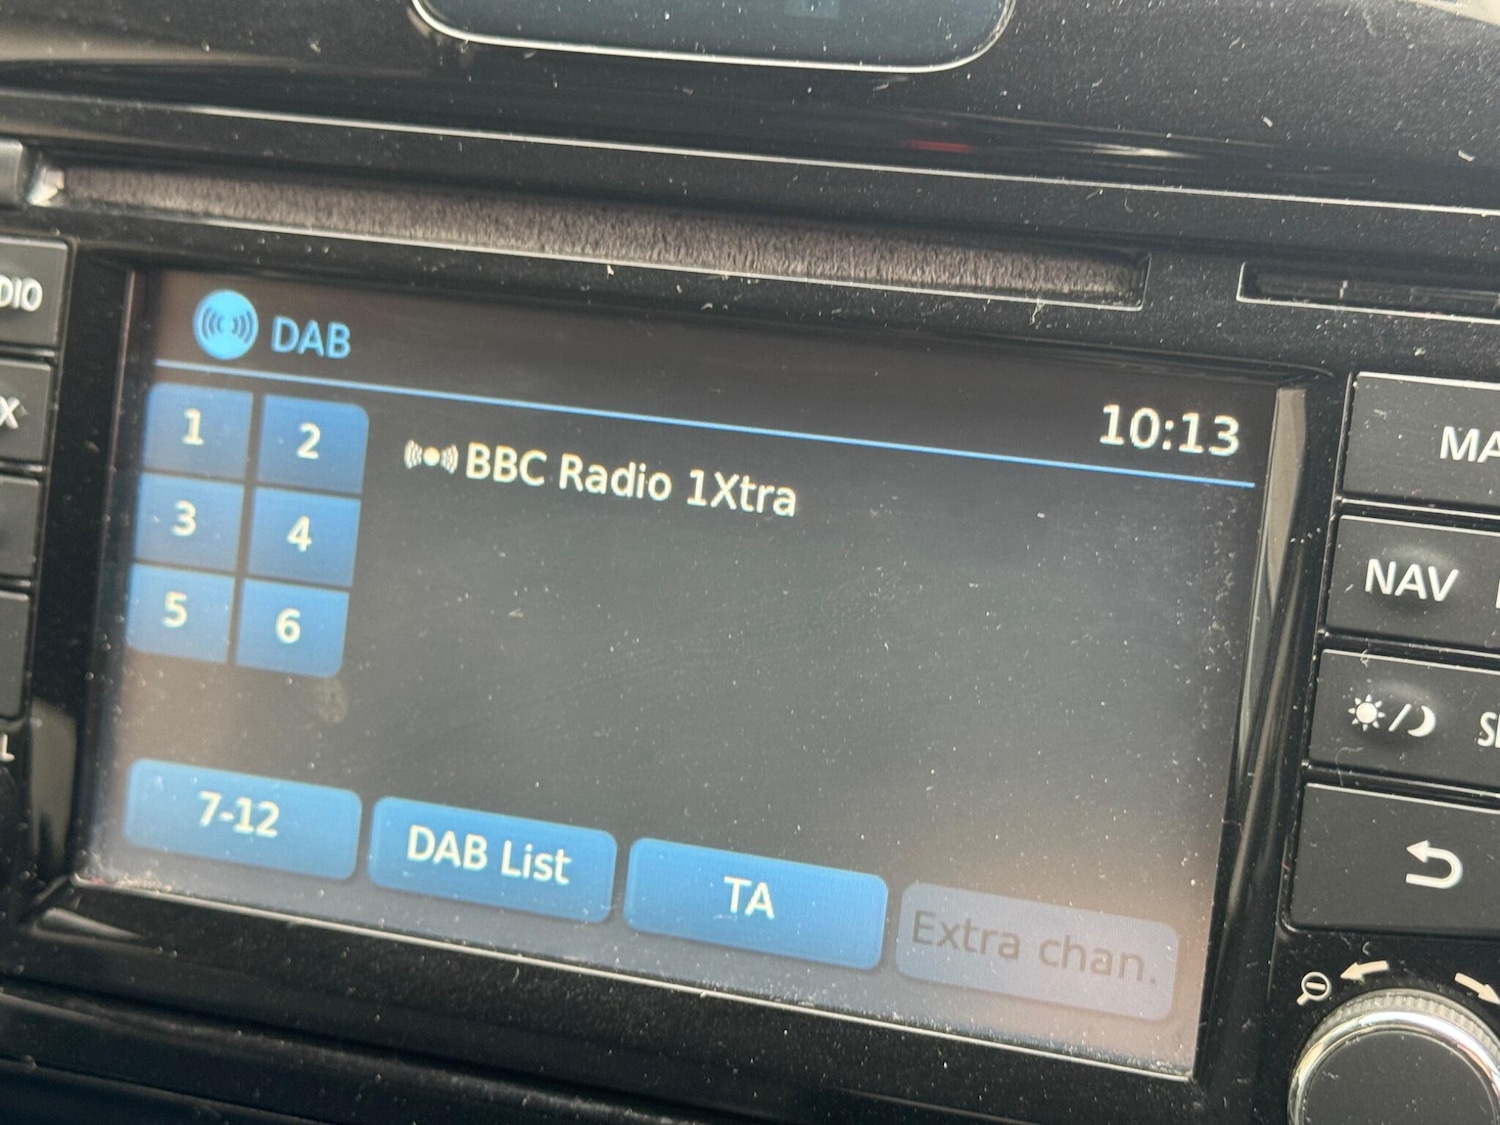 DAB
10:13
1 2
BBC Radio 1Xtra
3 4
5 6
7-12
DAB List
TA
Extra chan.
NAV